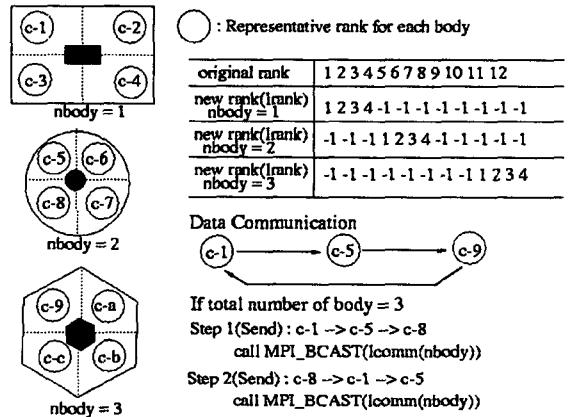 c-1 c-2
c-3 c-4
nbody = 1
c-5 c-6
c-8 c-7
nbody = 2
c-9 c-a
c-c c-b
nbody = 3
: Representative rank for each body
original rank 1 2 3 4 5 6 7 8 9 10 11 12
new rank(lrank) nbody = 1 1 2 3 4 -1 -1 -1 -1 -1 -1 -1 -1
new rank(lrank) nbody = 2 -1 -1 -1 1 2 3 4 -1 -1 -1 -1
new rank(lrank) nbody = 3 -1 -1 -1 -1 -1 -1 -1 -1 1 2 3 4
Data Communication
c-1 c-5 c-9
If total number of body = 3
Step 1(Send) : c-1 --> c-5 --> c-8
call MPI_BCAST(lcomm(nbody))
Step 2(Send) : c-8 --> c-1 --> c-5
call MPI_BCAST(lcomm(nbody))